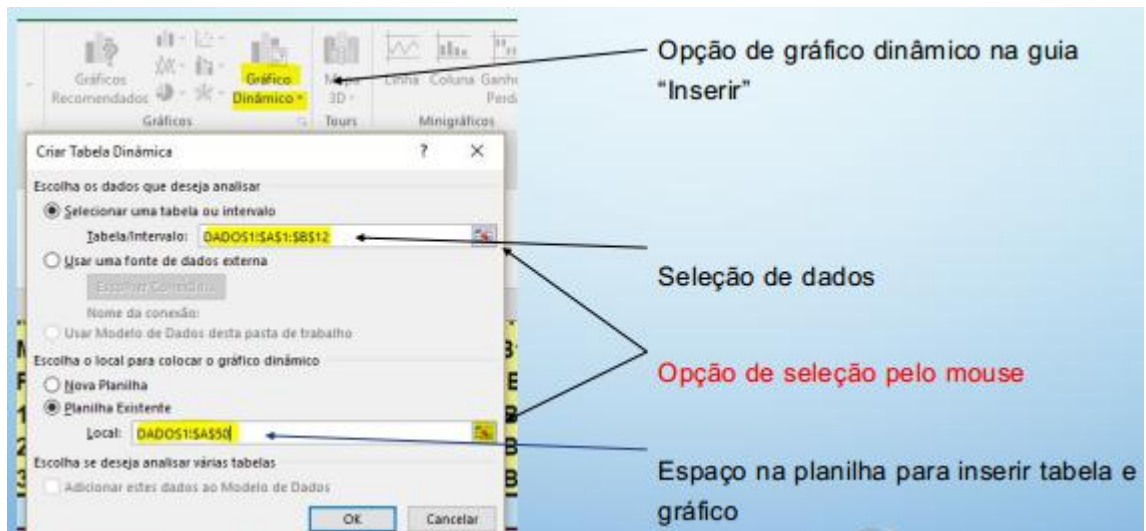 Gráficos
Recomendados
Gráfico
Dinâmico
Mapa
3D
Linha Coluna Ganho
Perda
Gráficos
Tours
Minigráficos
Opção de gráfico dinâmico na guia
“Inserir”
Criar Tabela Dinâmica ? ×
Escolha os dados que deseja analisar
Selecionar uma tabela ou intervalo
Tabela/Intervalo: DADOS1!$A$1:$B$12
Usar uma fonte de dados externa
Nome da conexão:
Usar Modelo de Dados desta pasta de trabalho
Escolha o local para colocar o gráfico dinâmico
Nova Planilha
Planilha Existente
Local: DADOS1!$A$50
Escolha se deseja analisar várias tabelas
Adicionar estes dados ao Modelo de Dados
OK Cancelar
Seleção de dados
Opção de seleção pelo mouse
Espaço na planilha para inserir tabela e
gráfico